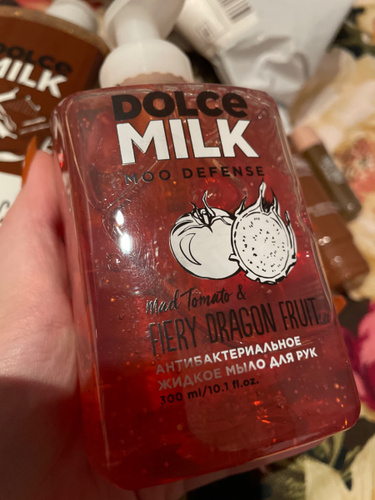 DOLCE
MILK
DOLCE
MILK
MOO DEFENSE
Mad Tomato &
FIERY DRAGON FRUIT
АНТИБАКТЕРИАЛЬНОЕ
ЖИДКОЕ МЫЛО ДЛЯ РУК
300 ml/10.1 fl.oz.